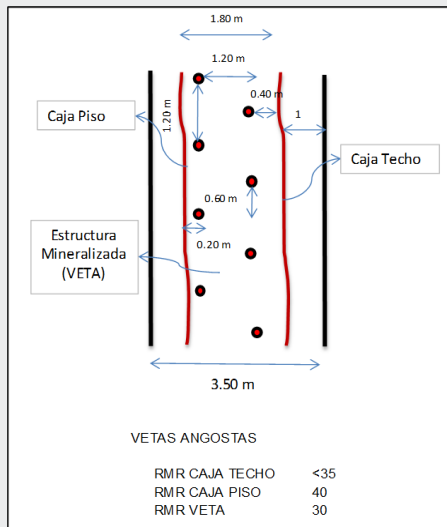 1.80 m
1.20 m
0.40 m
1.20 m
1
Caja Piso
Caja Techo
0.60 m
Estructura
Mineralizada
(VETA)
0.20 m
3.50 m
VETAS ANGOSTAS
RMR CAJA TECHO <35
RMR CAJA PISO 40
RMR VETA 30